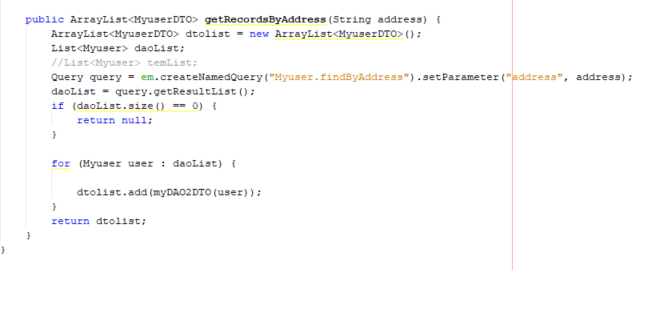 public ArrayList<MyuserDTO> getRecordsByAddress(String address) {
ArrayList<MyuserDTO> dtolist = new ArrayList<MyuserDTO>();
List<Myuser> daoList;
//List<Myuser> temList;
Query query = em.createNamedQuery("Myuser.findByAddress").setParameter("address", address);
daoList = query.getResultList();
if (daoList.size() == 0) {
return null;
}
for (Myuser user : daoList) {
dtolist.add(myDAO2DTO(user));
}
return dtolist;
}
}